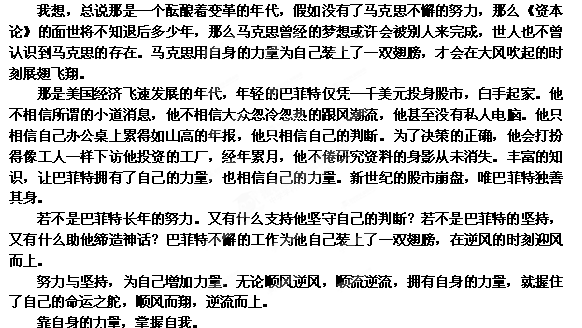 我想，总说那是一个酝酿着变革的年代，假如没有了马克思不懈的努力，那么《资本
论》的面世将不知退后多少年，那么马克思曾经的梦想或许会被别人来完成，世人也不曾
认识到马克思的存在。马克思用自身的力量为自己装上了一双翅膀，才会在大风吹起的时
刻展翅飞翔。
那是美国经济飞速发展的年代，年轻的巴菲特仅凭一千美元投身股市，白手起家。他
不相信所谓的小道消息，他不相信大众忽冷忽热的跟风潮流，他甚至没有私人电脑。他只
相信自己办公桌上累得如山高的年报，他只相信自己的判断。为了决策的正确，他会打扮
得像工人一样下访他投资的工厂，经年累月，他不倦研究资料的身影从未消失。丰富的知
识，让巴菲特拥有了自己的力量，也相信自己的力量。新世纪的股市崩盘，唯巴菲特独善
其身。
若不是巴菲特长年的努力。又有什么支持他坚守自己的判断？若不是巴菲特的坚持，
又有什么助他缔造神话？巴菲特不懈的工作为他自己装上了一双翅膀，在逆风的时刻迎风
而上。
努力与坚持，为自己增加力量。无论顺风逆风，顺流逆流，拥有自身的力量，就握住
了自己的命运之舵，顺风而翔，逆流而上。
靠自身的力量，掌握自我。